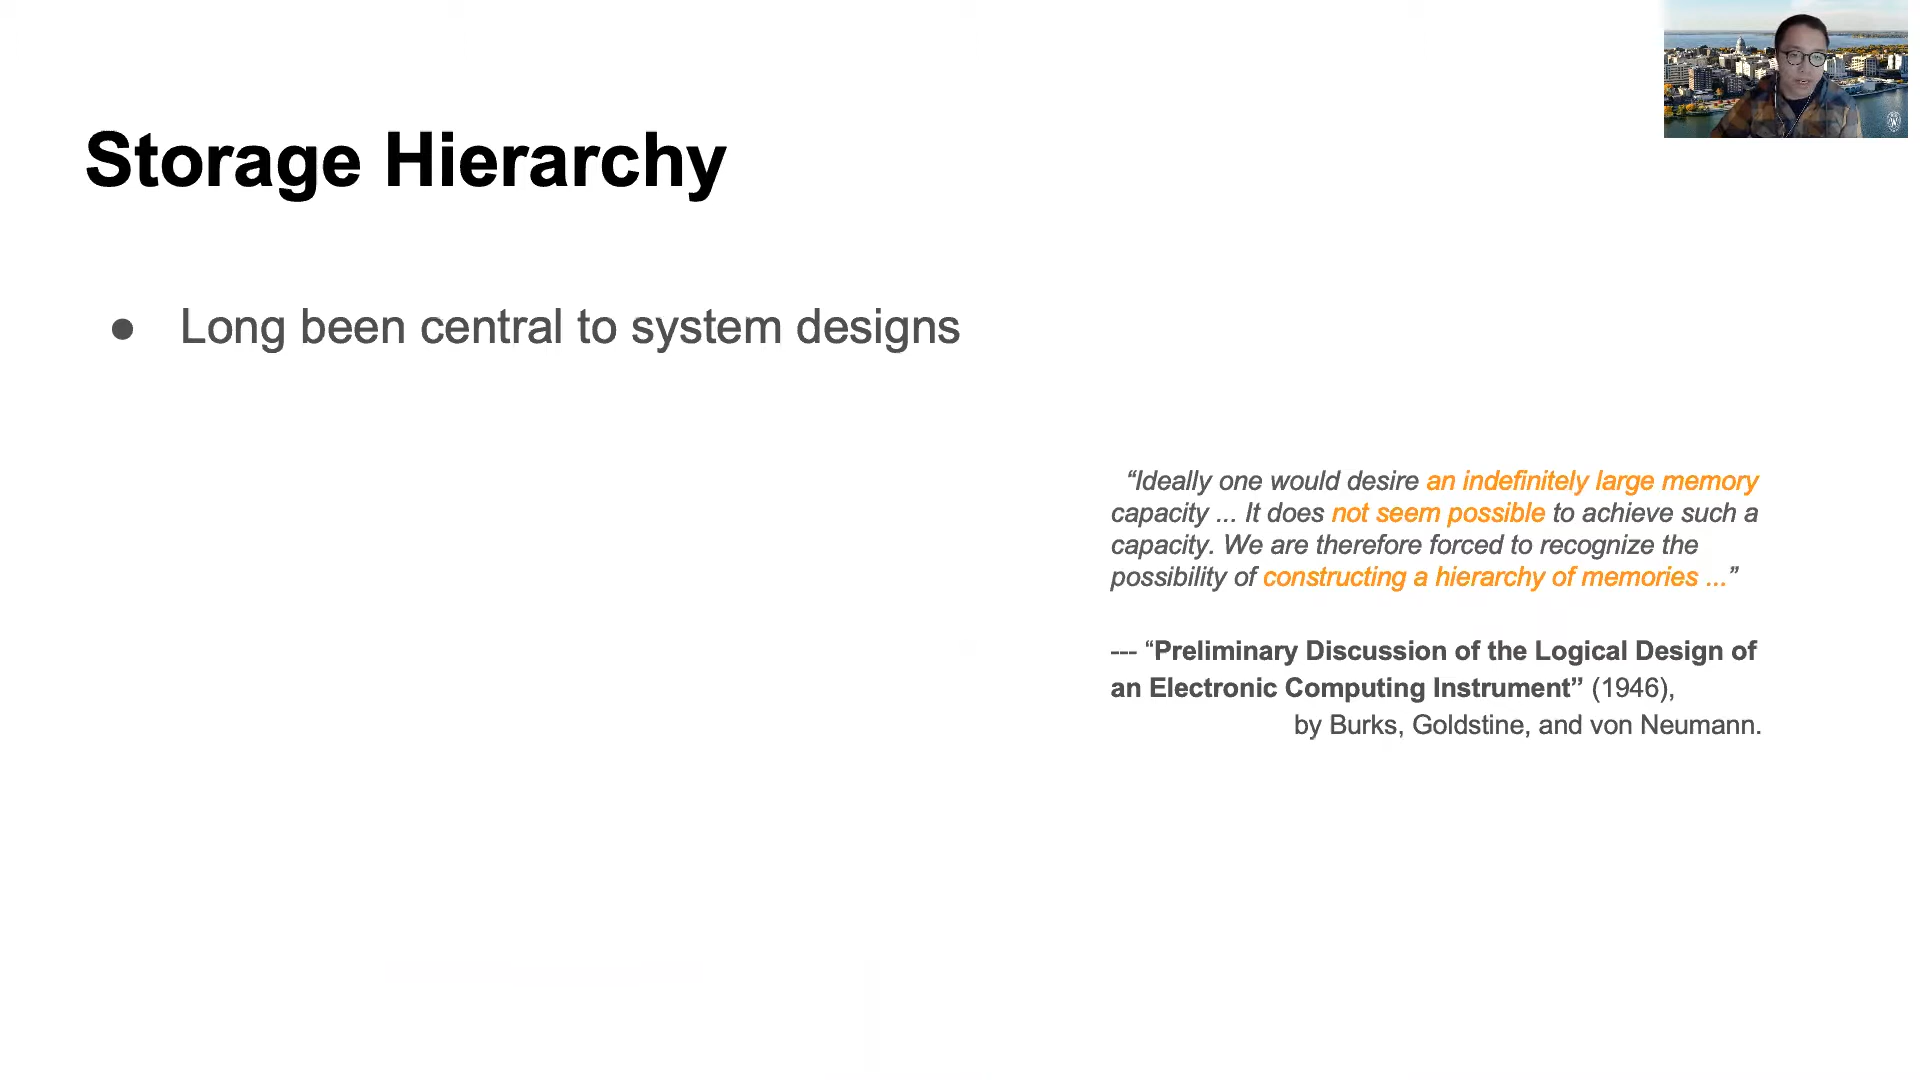 Storage Hierarchy
● Long been central to system designs
“Ideally one would desire an indefinitely large memory
capacity ... It does not seem possible to achieve such a
capacity. We are therefore forced to recognize the
possibility of constructing a hierarchy of memories ...”
--- “Preliminary Discussion of the Logical Design of
an Electronic Computing Instrument” (1946),
by Burks, Goldstine, and von Neumann.